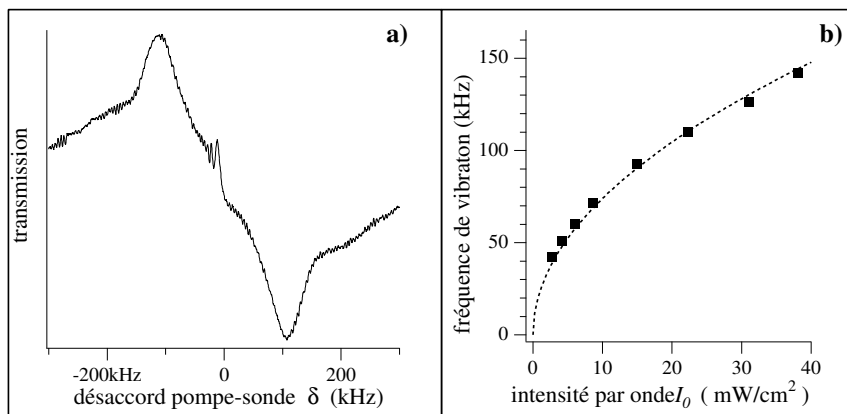 a)
transmission
-200kHz
0
200
désaccord pompe-sonde δ (kHz)
b)
fréquence de vibraton (kHz)
150
100
50
0
0
10
20
30
40
intensité par ondeI₀ ( mW/cm²)